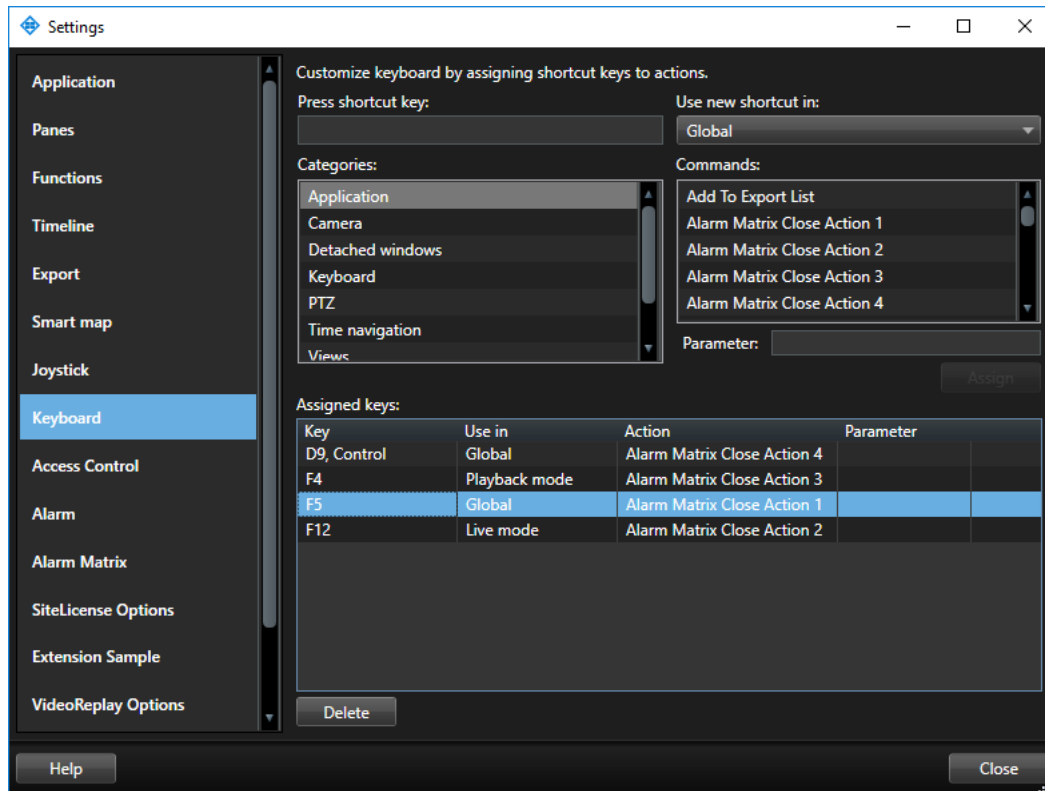 Settings
Application
Panes
Functions
Timeline
Export
Smart map
Joystick
Keyboard
Access Control
Alarm
Alarm Matrix
SiteLicense Options
Extension Sample
VideoReplay Options
Customize keyboard by assigning shortcut keys to actions.
Press shortcut key:
Use new shortcut in:
Global
Categories:
Application
Camera
Detached windows
Keyboard
PTZ
Time navigation
Views
Commands:
Add To Export List
Alarm Matrix Close Action 1
Alarm Matrix Close Action 2
Alarm Matrix Close Action 3
Alarm Matrix Close Action 4
Parameter:
Assign
Assigned keys:
Key Use in Action Parameter
D9, Control Global Alarm Matrix Close Action 4
F4 Playback mode Alarm Matrix Close Action 3
F5 Global Alarm Matrix Close Action 1
F12 Live mode Alarm Matrix Close Action 2
Delete
Help
Close